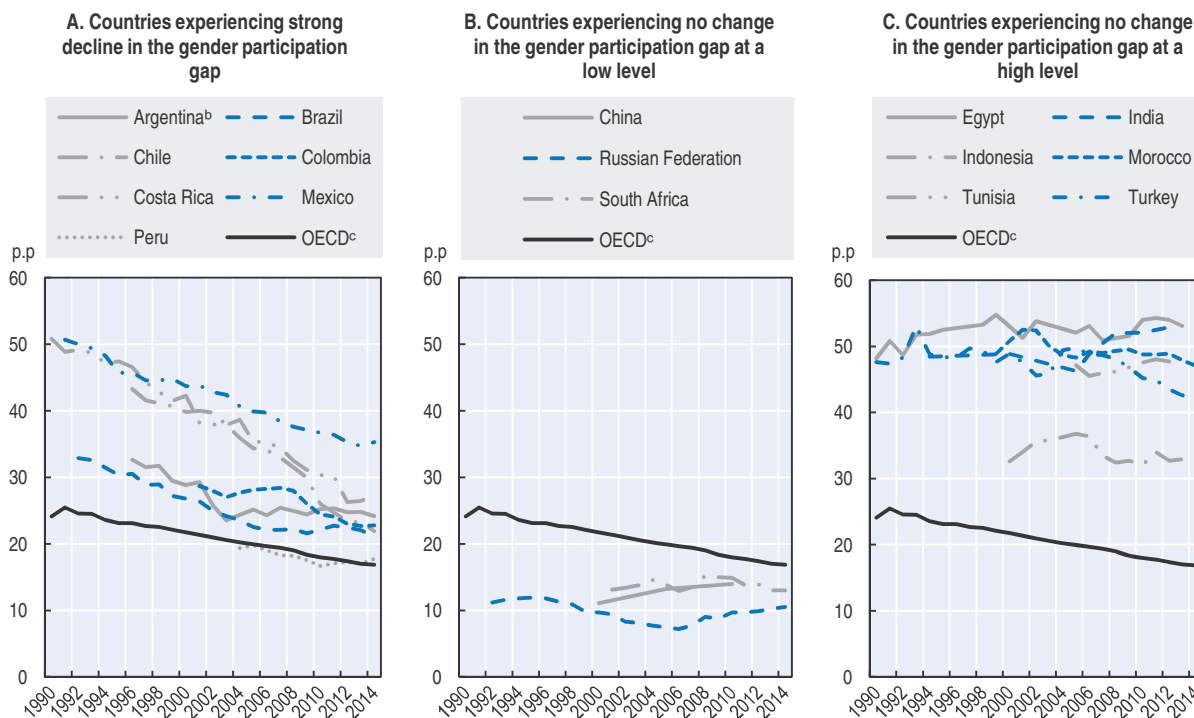 A. Countries experiencing strong
decline in the gender participation
gap
Argentinaᵇ Brazil
Chile Colombia
Costa Rica Mexico
Peru OECDᶜ
p.p
60
50
40
30
20
10
0
1990 1992 1994 1996 1998 2000 2002 2004 2006 2008 2010 2012 2014
B. Countries experiencing no change
in the gender participation gap at a
low level
China
Russian Federation
South Africa
OECDᶜ
p.p
60
50
40
30
20
10
0
1990 1992 1994 1996 1998 2000 2002 2004 2006 2008 2010 2012 2014
C. Countries experiencing no change
in the gender participation gap at a
high level
Egypt India
Indonesia Morocco
Tunisia Turkey
OECDᶜ
p.p
60
50
40
30
20
10
0
1990 1992 1994 1996 1998 2000 2002 2004 2006 2008 2010 2012 2014